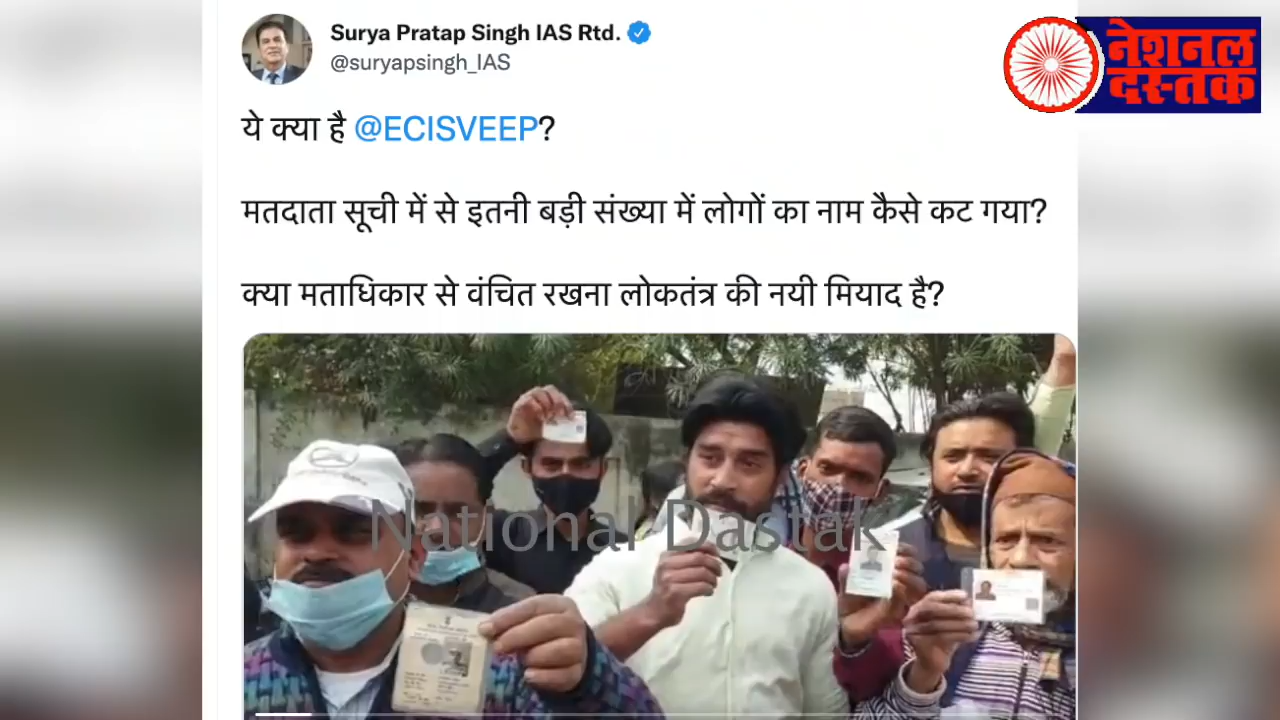 Surya Pratap Singh IAS Rtd.
@suryapsingh_IAS
नेशनल
दस्तक
ये क्या है @ECISVEEP?
मतदाता सूची में से इतनी बड़ी संख्या में लोगों का नाम कैसे कट गया?
क्या मताधिकार से वंचित रखना लोकतंत्र की नयी मियाद है?
National Dastak